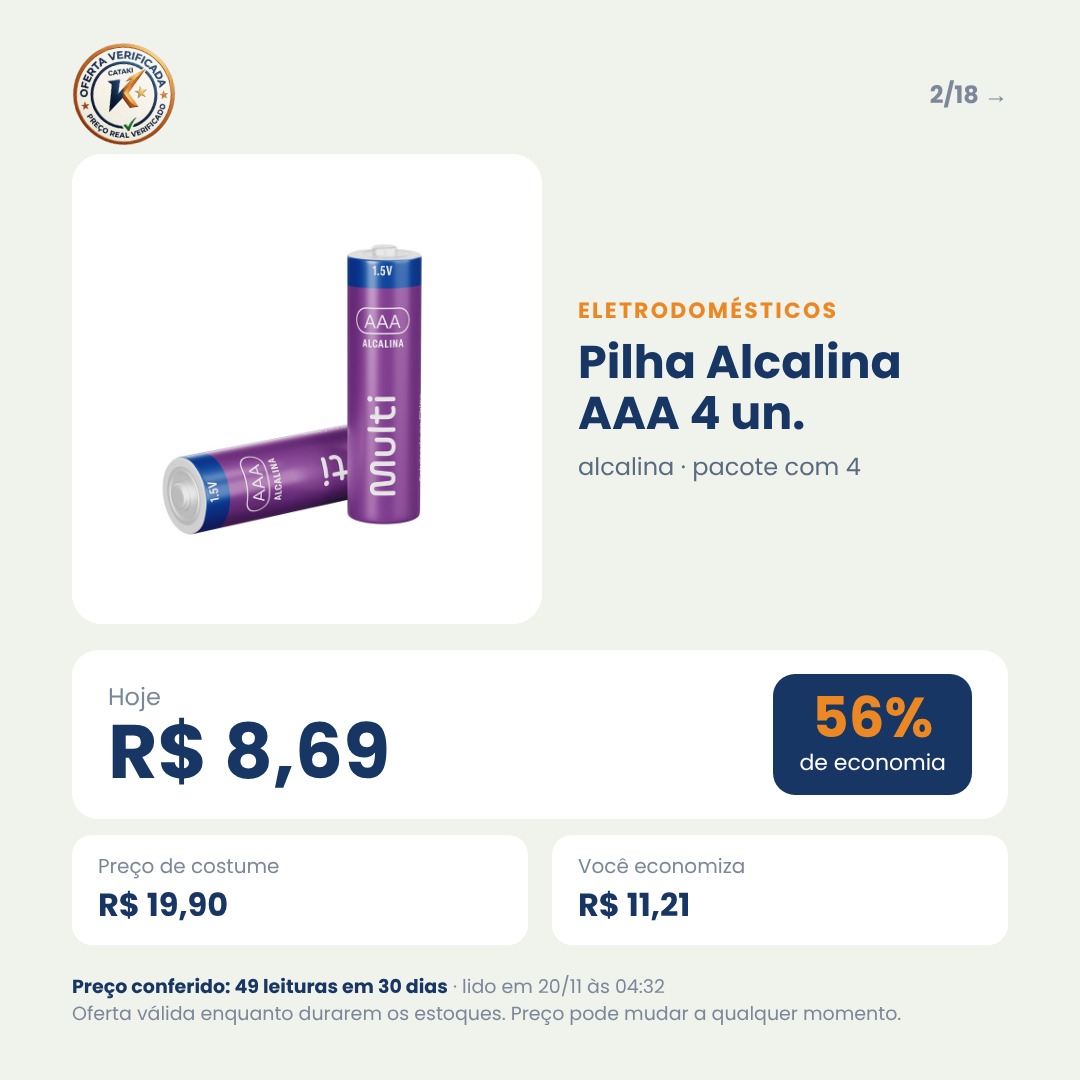 OFERTA VERIFICADA
CATAKI
K
PREÇO REAL VERIFICADO
2/18 →
1.5V
AAA
ALCALINA
Multi
1.5V
AAA
ALCALINA
ti
ELETRODOMÉSTICOS
Pilha Alcalina
AAA 4 un.
alcalina · pacote com 4
Hoje
R$ 8,69
56%
de economia
Preço de costume
R$ 19,90
Você economiza
R$ 11,21
Preço conferido: 49 leituras em 30 dias · lido em 20/11 às 04:32
Oferta válida enquanto durarem os estoques. Preço pode mudar a qualquer momento.